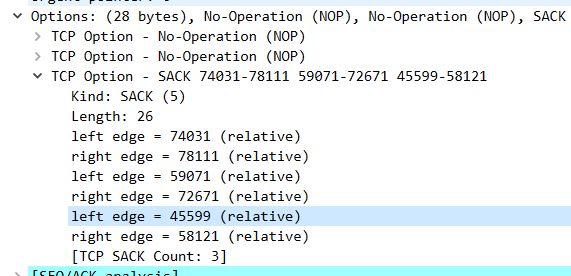 Options: (28 bytes), No-Operation (NOP), No-Operation (NOP), SACK
TCP Option - No-Operation (NOP)
TCP Option - No-Operation (NOP)
TCP Option - SACK 74031-78111 59071-72671 45599-58121
Kind: SACK (5)
Length: 26
left edge = 74031 (relative)
right edge = 78111 (relative)
left edge = 59071 (relative)
right edge = 72671 (relative)
left edge = 45599 (relative)
right edge = 58121 (relative)
[TCP SACK Count: 3]
[SEQ/ACK analysis]